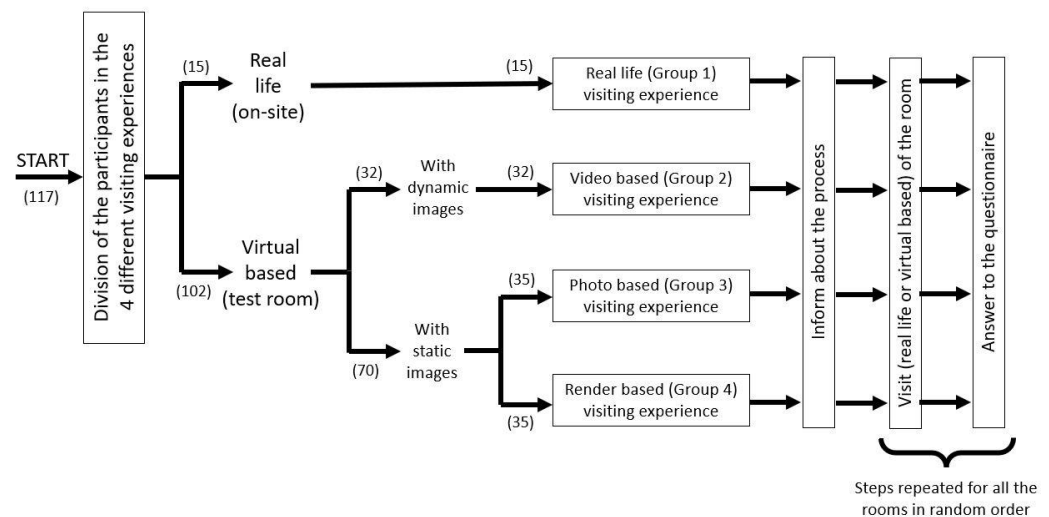 START
(117)
Division of the participants in the
4 different visiting experiences
(15)
Real
life
(on-site)
(15)
Real life (Group 1)
visiting experience
(102)
Virtual
based
(test room)
(32)
With
dynamic
images
(32)
Video based (Group 2)
visiting experience
(70)
With
static
images
(35)
Photo based (Group 3)
visiting experience
(35)
Render based (Group 4)
visiting experience
Inform about the process
Visit (real life or virtual based) of the room
Answer to the questionnaire
Steps repeated for all the
rooms in random order